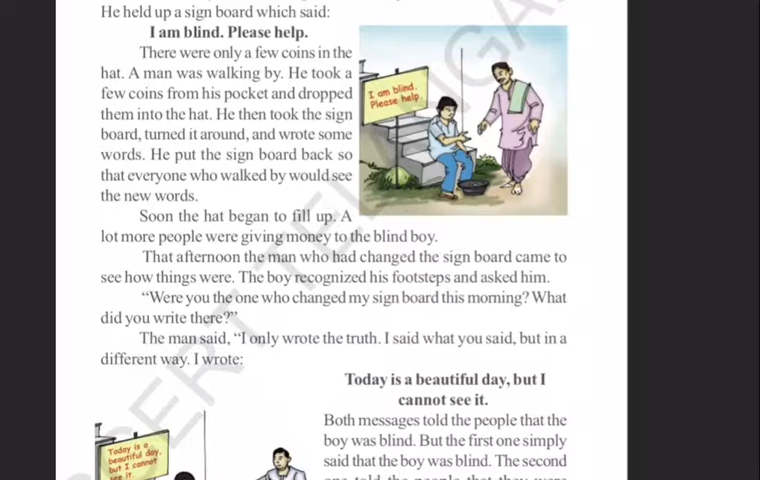 He held up a sign board which said:
I am blind. Please help.
There were only a few coins in the
hat. A man was walking by. He took a
few coins from his pocket and dropped
them into the hat. He then took the sign
board, turned it around, and wrote some
words. He put the sign board back so
that everyone who walked by would see
the new words.
I am blind.
Please help.
Soon the hat began to fill up. A
lot more people were giving money to the blind boy.
That afternoon the man who had changed the sign board came to
see how things were. The boy recognized his footsteps and asked him.
“Were you the one who changed my sign board this morning? What
did you write there?”
The man said, “I only wrote the truth. I said what you said, but in a
different way. I wrote:
Today is a beautiful day, but I
cannot see it.
Both messages told the people that the
boy was blind. But the first one simply
said that the boy was blind. The second
one told the people that they were
Today is a
beautiful day,
but I cannot
see it.